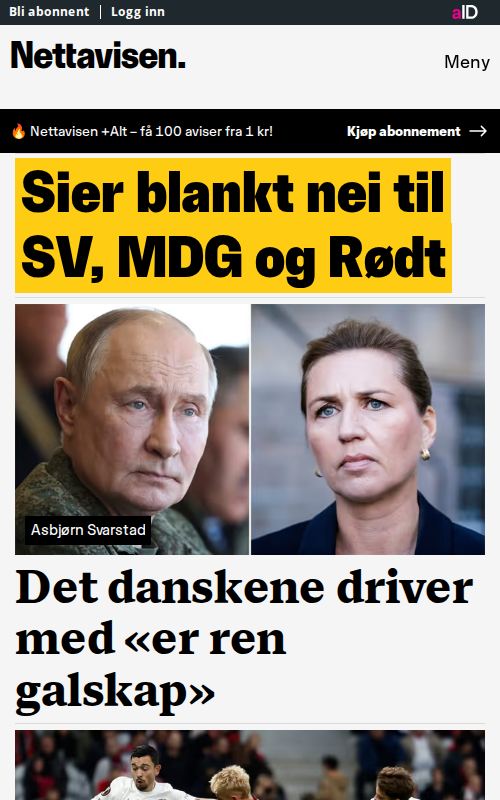 Bli abonnent | Logg inn
aID
Nettavisen.
Meny
🔥 Nettavisen +Alt – få 100 aviser fra 1 kr!
Kjøp abonnement →
Sier blankt nei til
SV, MDG og Rødt
Asbjørn Svarstad
Det danskene driver
med «er ren
galskap»